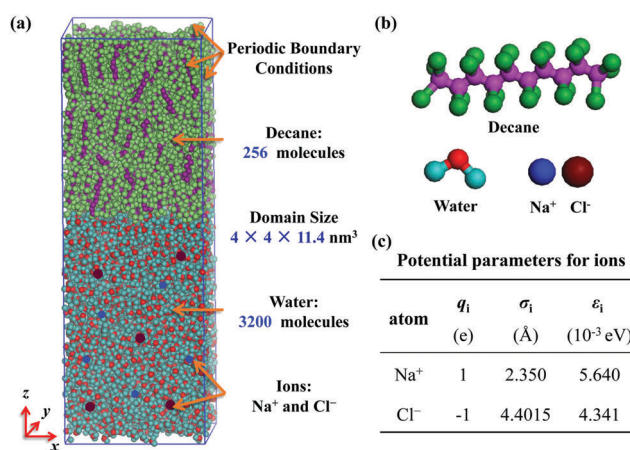 (a)
Periodic Boundary
Conditions
Decane:
256 molecules
Domain Size
4 × 4 × 11.4 nm³
Water:
3200 molecules
Ions:
Na⁺ and Cl⁻
z
y
x
(b)
Decane
Water
Na⁺
Cl⁻
(c)
Potential parameters for ions
atom qᵢ σᵢ εᵢ
(e) (Å) (10⁻³ eV)
Na⁺ 1 2.350 5.640
Cl⁻ -1 4.4015 4.341